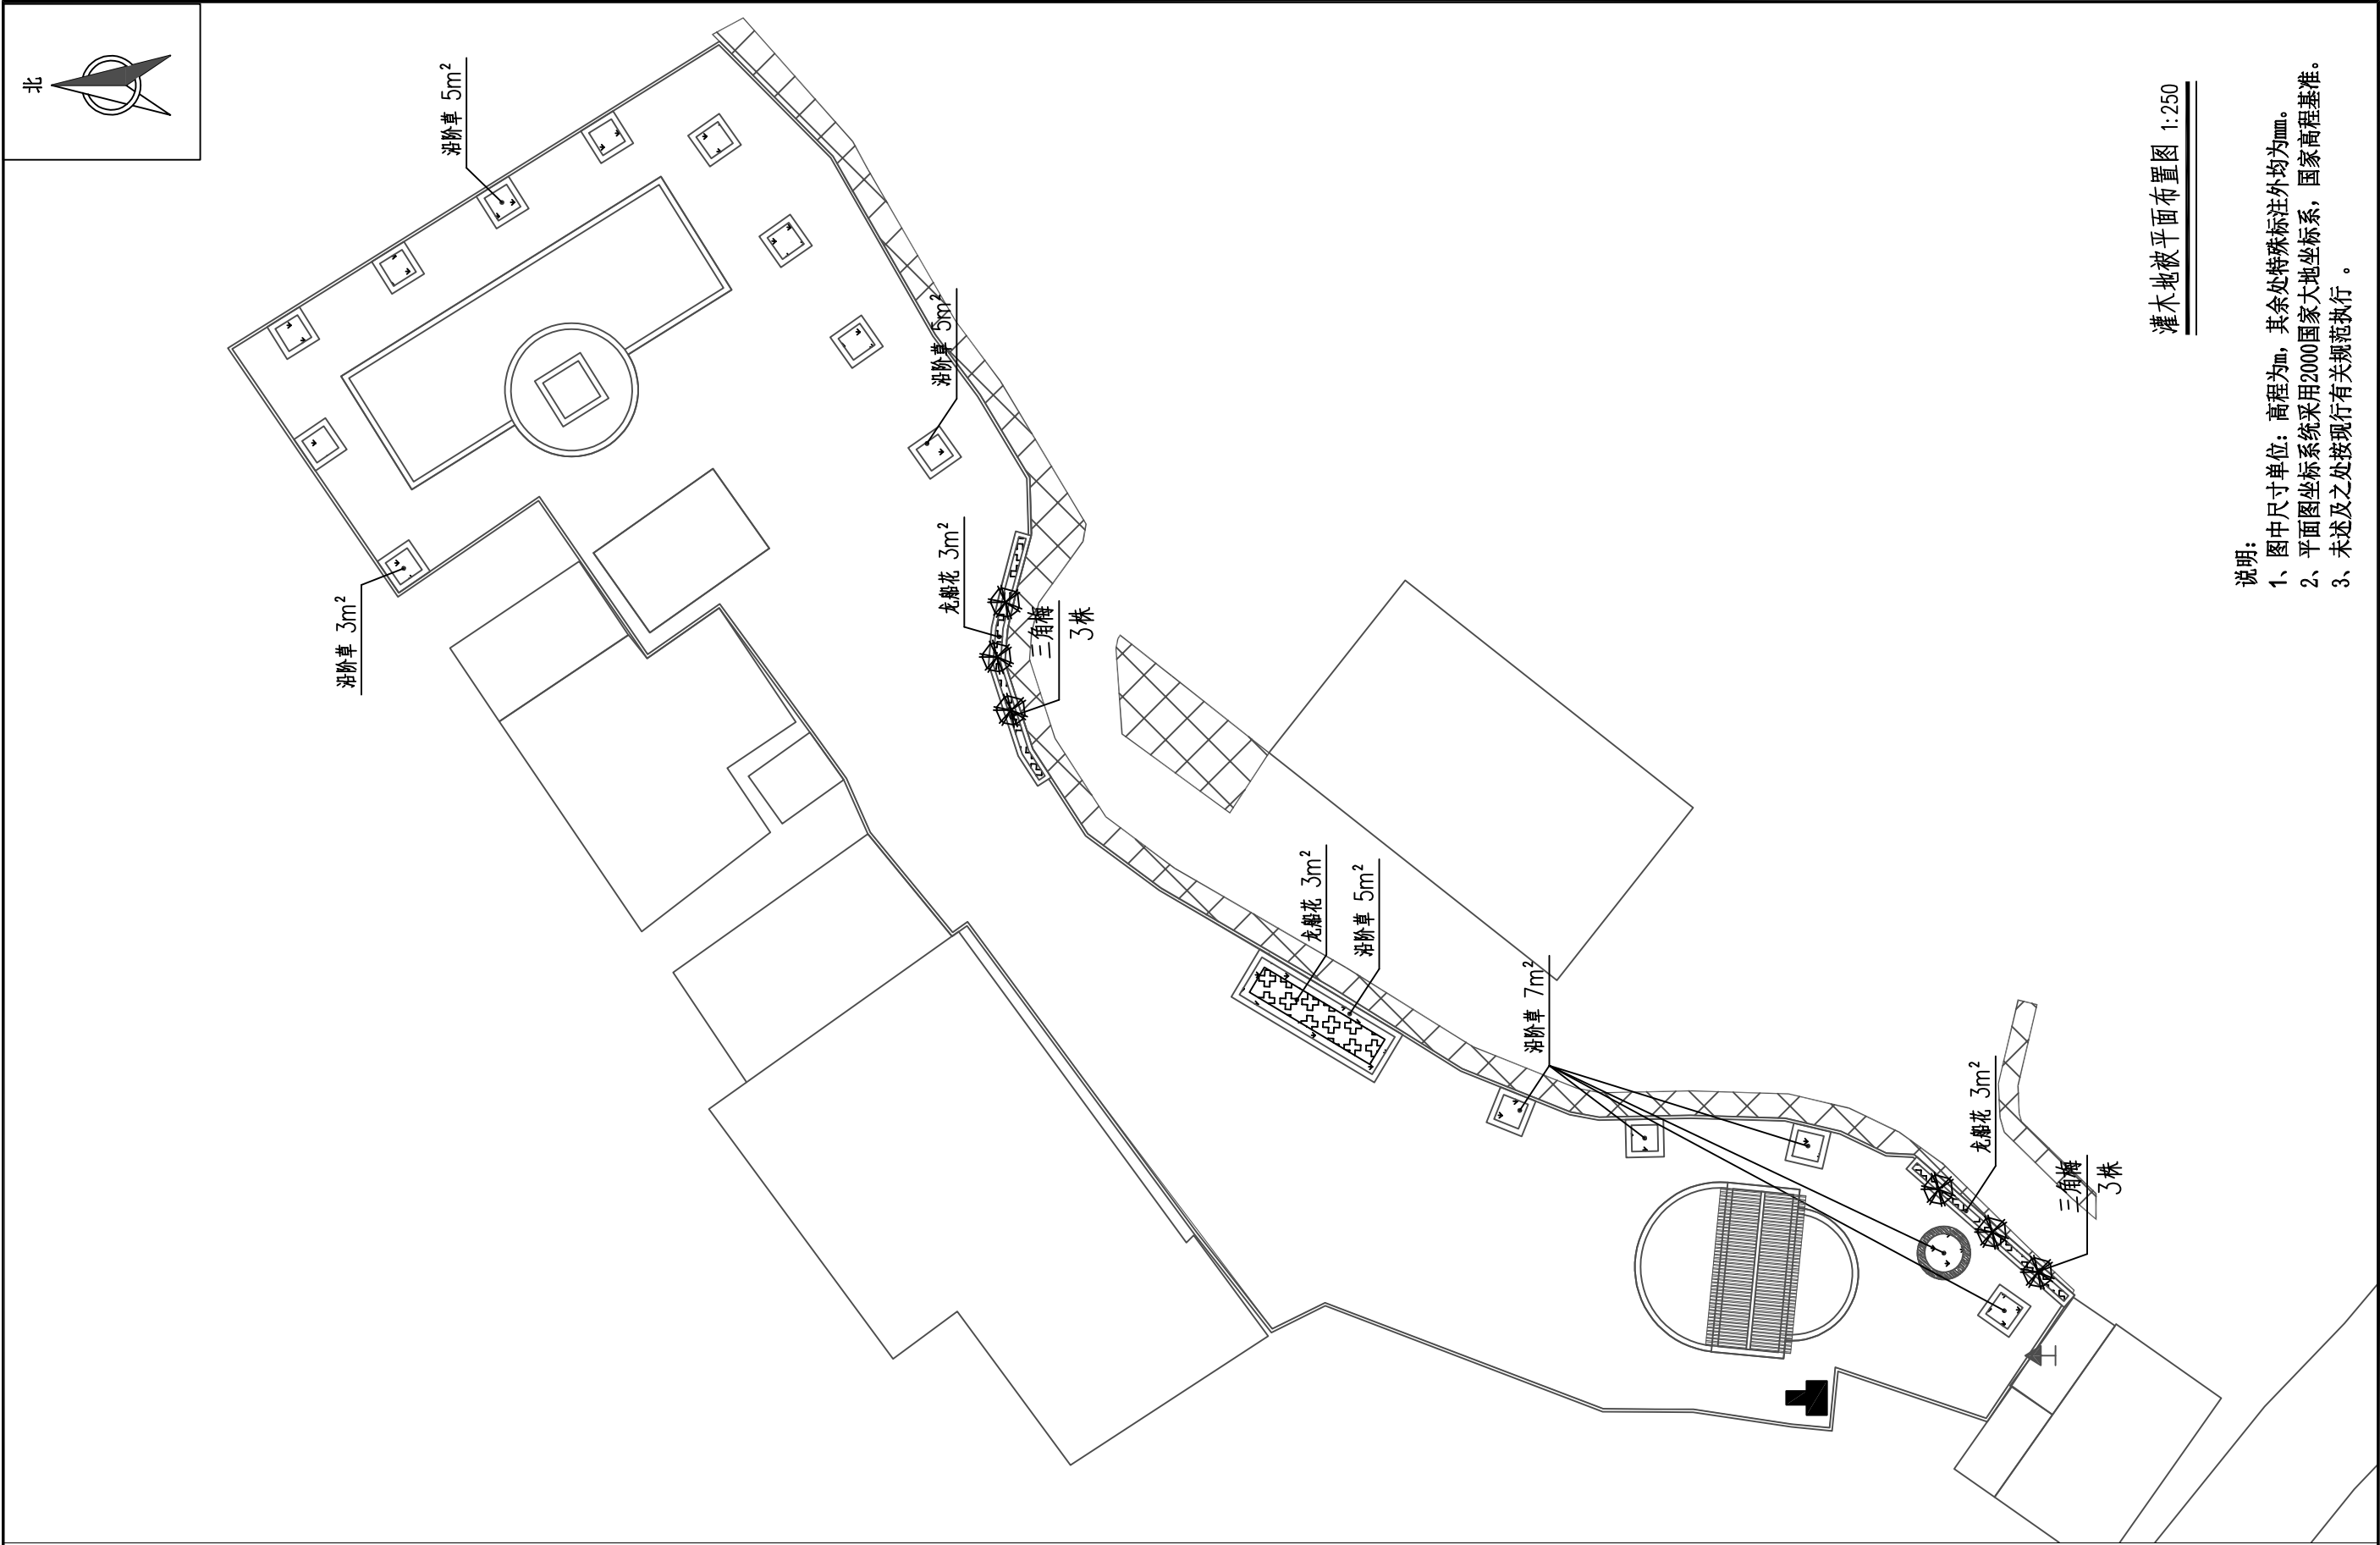 北
沿阶草 5m²
沿阶草 5m²
沿阶草 3m²
龙船花 3m²
三角梅
3株
龙船花 3m²
沿阶草 5m²
沿阶草 7m²
龙船花 3m²
三角梅
3株
灌木地被平面布置图 1:250
说明：
1、图中尺寸单位：高程为m，其余处特殊标注外均为mm。
2、平面图坐标系统采用2000国家大地坐标系，国家高程基准。
3、未述及之处按现行有关规范执行 。